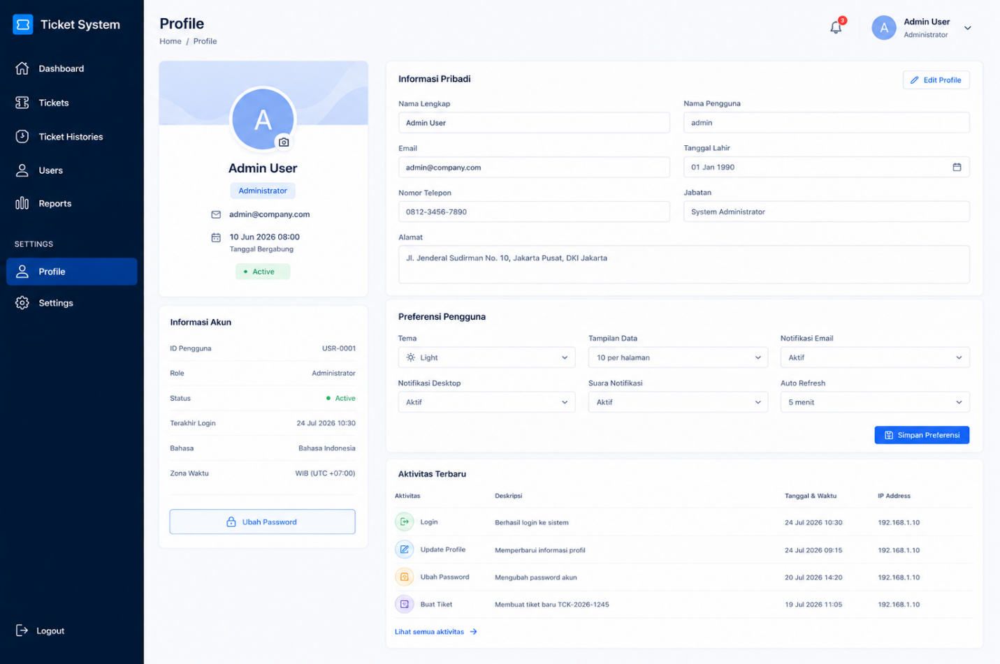 Ticket System
Dashboard
Tickets
Ticket Histories
Users
Reports
SETTINGS
Profile
Settings
Logout
Profile
Home / Profile
3
A
Admin User
Administrator
A
Admin User
Administrator
admin@company.com
10 Jun 2026 08:00
Tanggal Bergabung
Active
Informasi Akun
ID Pengguna USR-0001
Role Administrator
Status Active
Terakhir Login 24 Jul 2026 10:30
Bahasa Bahasa Indonesia
Zona Waktu WIB (UTC +07:00)
Ubah Password
Informasi Pribadi
Edit Profile
Nama Lengkap Nama Pengguna
Admin User admin
Email Tanggal Lahir
admin@company.com 01 Jan 1990
Nomor Telepon Jabatan
0812-3456-7890 System Administrator
Alamat
Jl. Jenderal Sudirman No. 10, Jakarta Pusat, DKI Jakarta
Preferensi Pengguna
Tema Tampilan Data Notifikasi Email
Light 10 per halaman Aktif
Notifikasi Desktop Suara Notifikasi Auto Refresh
Aktif Aktif 5 menit
Simpan Preferensi
Aktivitas Terbaru
Aktivitas Deskripsi Tanggal & Waktu IP Address
Login Berhasil login ke sistem 24 Jul 2026 10:30 192.168.1.10
Update Profile Memperbarui informasi profil 24 Jul 2026 09:15 192.168.1.10
Ubah Password Mengubah password akun 20 Jul 2026 14:20 192.168.1.10
Buat Tiket Membuat tiket baru TCK-2026-1245 19 Jul 2026 11:05 192.168.1.10
Lihat semua aktivitas →